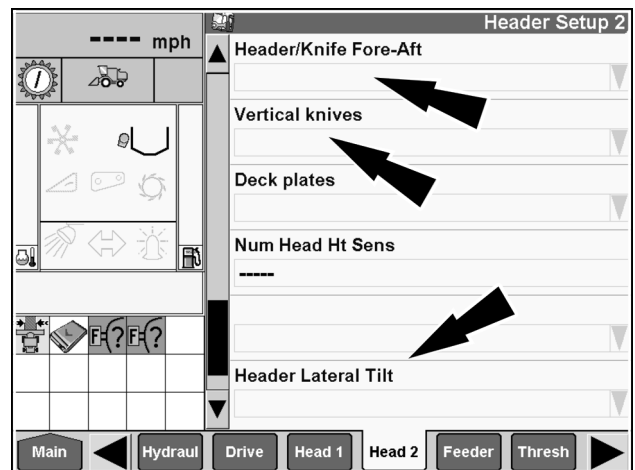 Header Setup 2
---- mph
Header/Knife Fore-Aft
Vertical knives
Deck plates
Num Head Ht Sens
-----
Header Lateral Tilt
F ?
F ?
Main
Hydraul
Drive
Head 1
Head 2
Feeder
Thresh